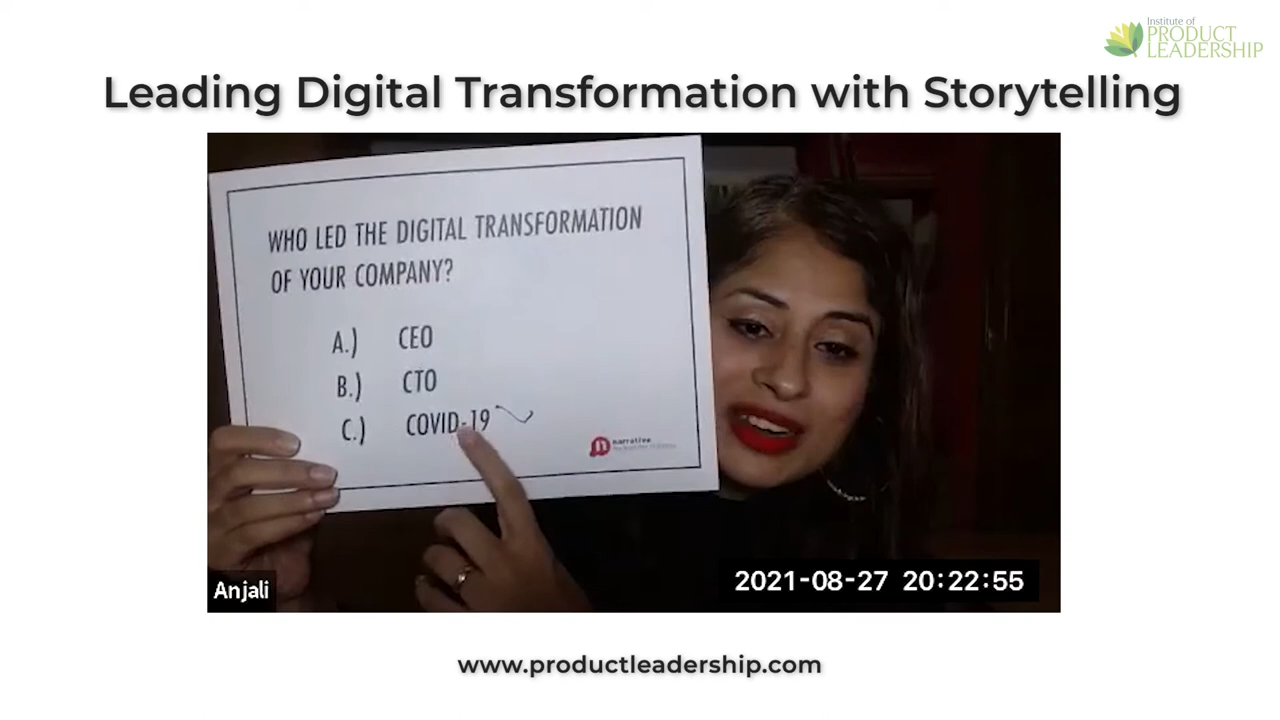 Institute of
PRODUCT
LEADERSHIP
Leading Digital Transformation with Storytelling
WHO LED THE DIGITAL TRANSFORMATION
OF YOUR COMPANY?
A.) CEO
B.) CTO
C.) COVID-19
narrative
Anjali
2021-08-27 20:22:55
www.productleadership.com